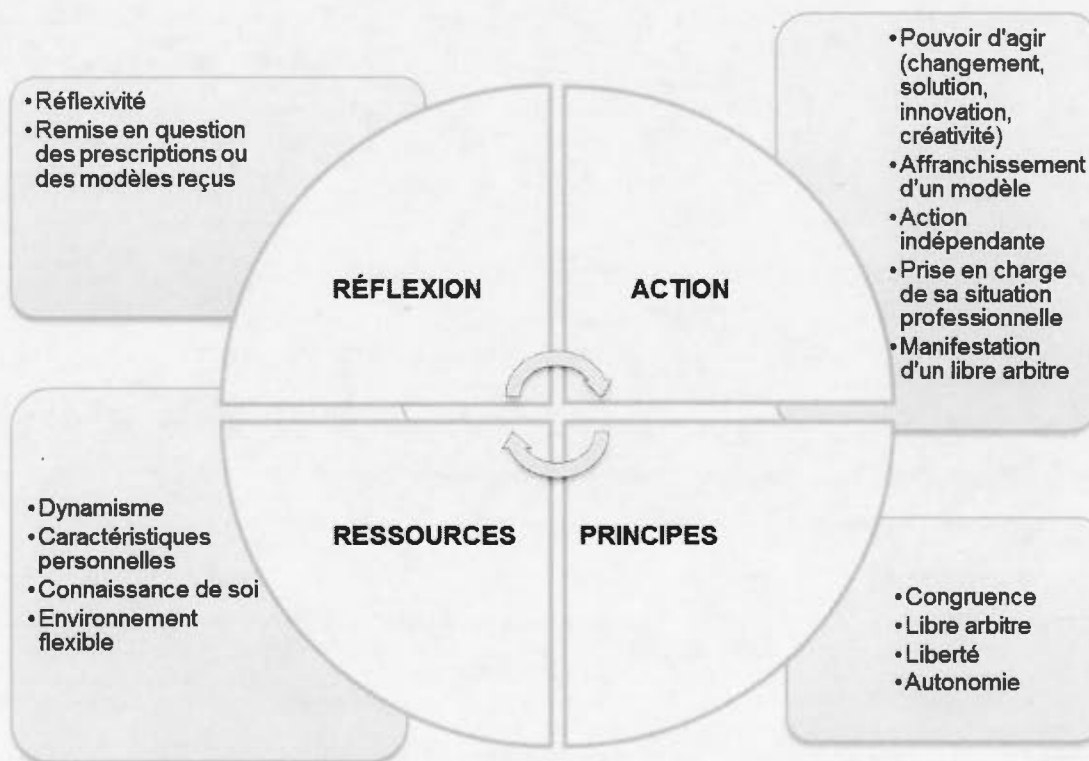 •Réflexivité
•Remise en question
des prescriptions ou
des modèles reçus
•Pouvoir d'agir
(changement,
solution,
innovation,
créativité)
•Affranchissement
d'un modèle
•Action
indépendante
•Prise en charge
de sa situation
professionnelle
•Manifestation
d'un libre arbitre
RÉFLEXION
ACTION
RESSOURCES
PRINCIPES
•Dynamisme
•Caractéristiques
personnelles
•Connaissance de soi
•Environnement
flexible
•Congruence
•Libre arbitre
•Liberté
•Autonomie